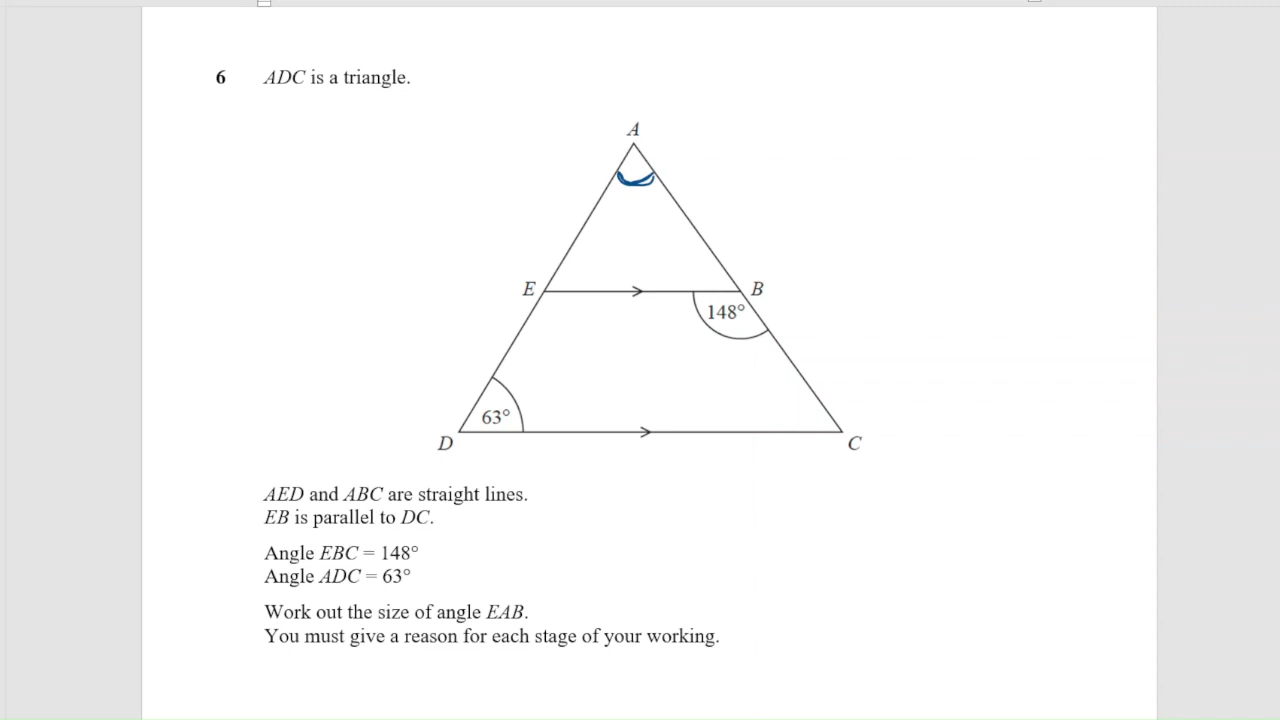 6 ADC is a triangle.
A
E
B
148°
63°
D
C
AED and ABC are straight lines.
EB is parallel to DC.
Angle EBC = 148°
Angle ADC = 63°
Work out the size of angle EAB.
You must give a reason for each stage of your working.